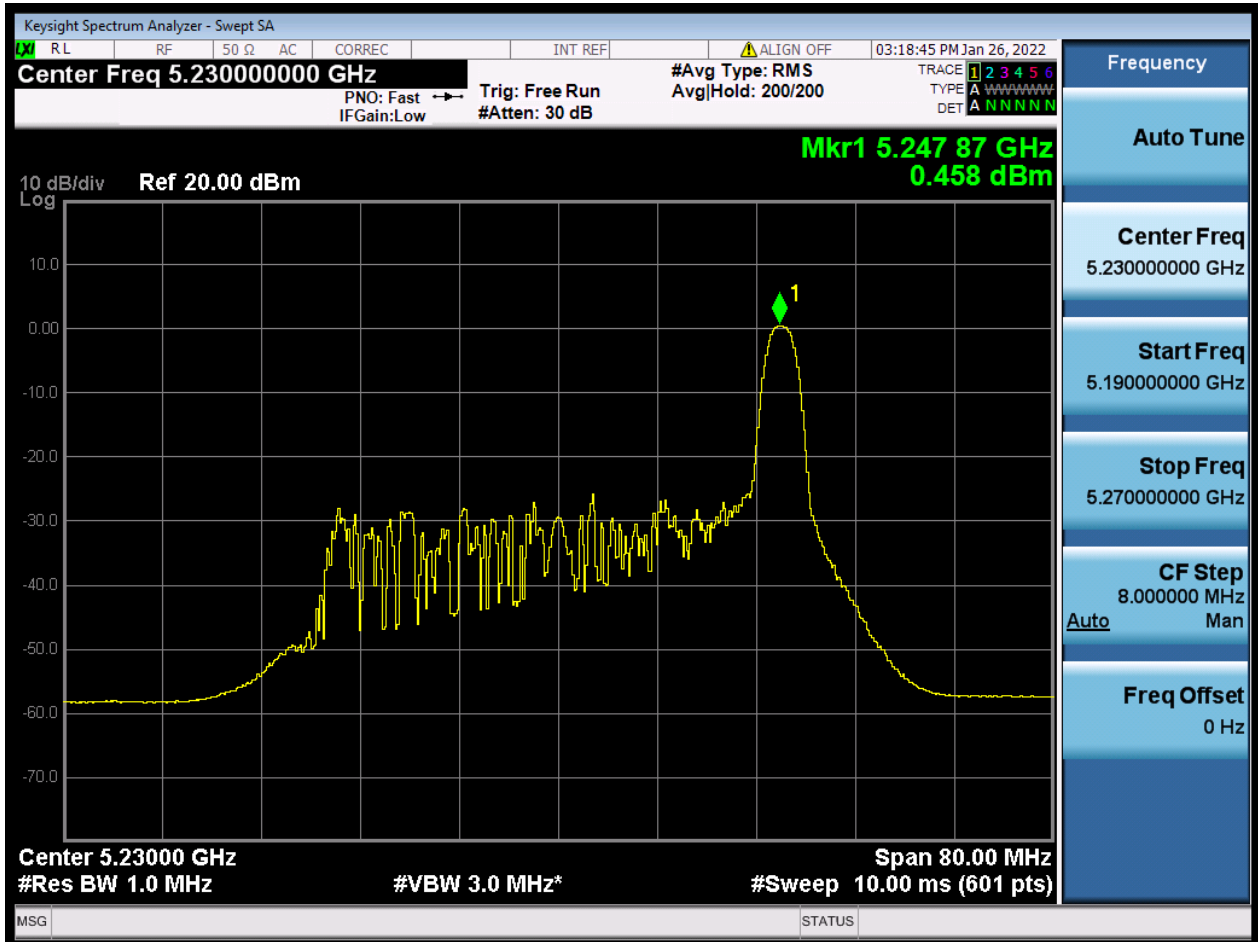 Keysight Spectrum Analyzer - Swept SA
LXI RL RF 50 Ω AC CORREC INT REF ALIGN OFF 03:18:45 PM Jan 26, 2022
Center Freq 5.230000000 GHz
PNO: Fast
IFGain:Low
Trig: Free Run
#Atten: 30 dB
#Avg Type: RMS
Avg|Hold: 200/200
TRACE 1 2 3 4 5 6
TYPE A WWWWW
DET A N N N N N
Mkr1 5.247 87 GHz
0.458 dBm
10 dB/div Ref 20.00 dBm
Log
10.0
0.00
-10.0
-20.0
-30.0
-40.0
-50.0
-60.0
-70.0
1
Center 5.23000 GHz
Span 80.00 MHz
#Res BW 1.0 MHz
#VBW 3.0 MHz*
#Sweep 10.00 ms (601 pts)
MSG
STATUS
Frequency
Auto Tune
Center Freq
5.230000000 GHz
Start Freq
5.190000000 GHz
Stop Freq
5.270000000 GHz
CF Step
8.000000 MHz
Auto Man
Freq Offset
0 Hz